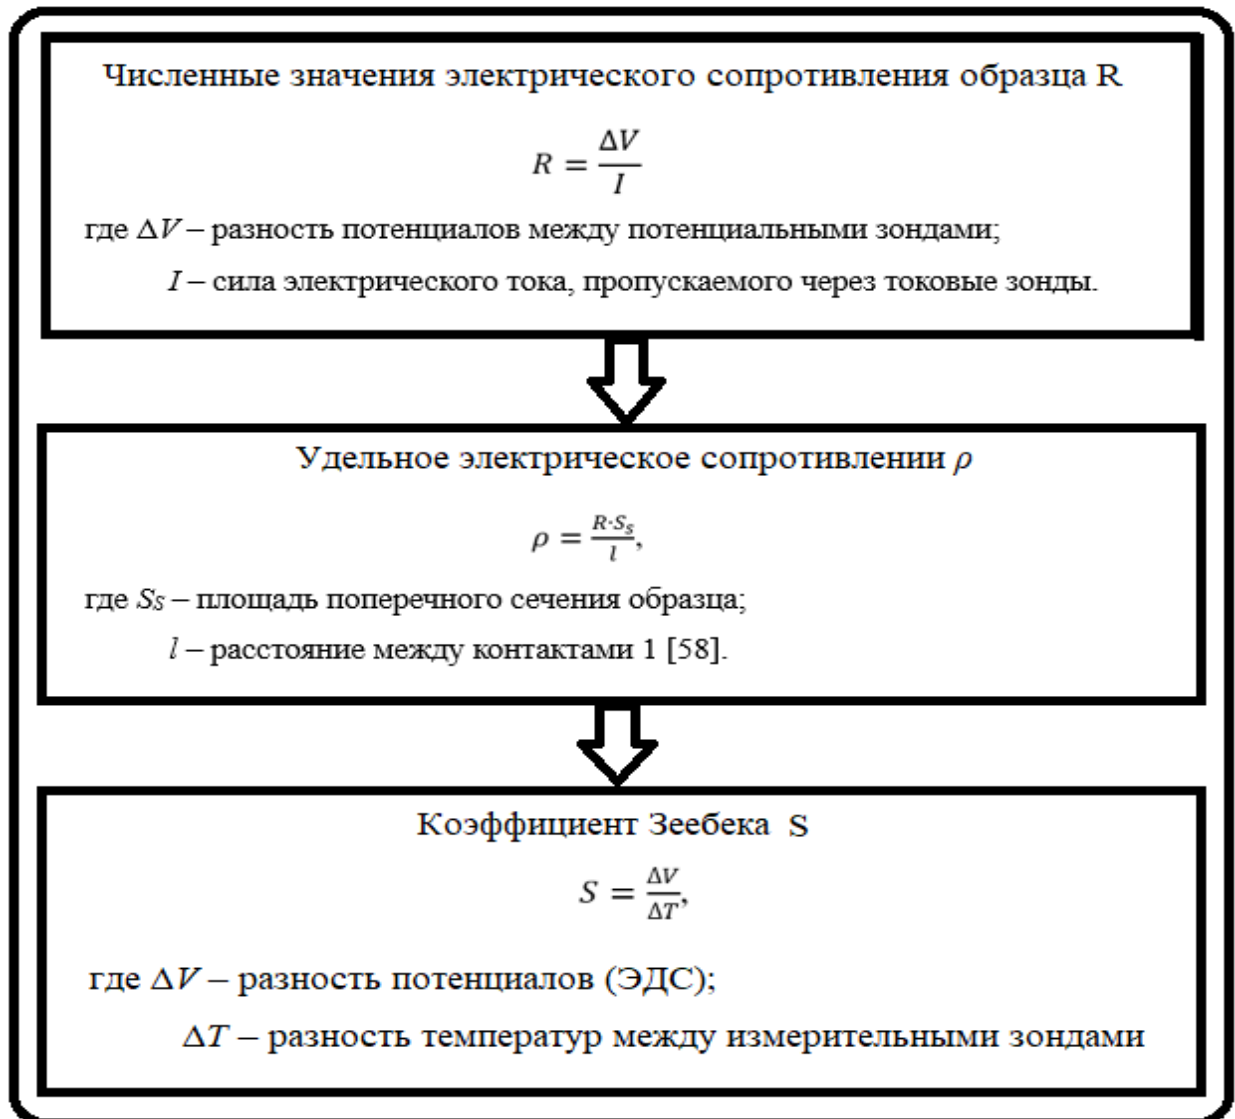 Численные значения электрического сопротивления образца R
R = ΔV/I
где ΔV – разность потенциалов между потенциальными зондами;
I – сила электрического тока, пропускаемого через токовые зонды.
Удельное электрическое сопротивлении ρ
ρ = R·Sₛ/l,
где Sₛ – площадь поперечного сечения образца;
l – расстояние между контактами 1 [58].
Коэффициент Зеебека S
S = ΔV/ΔT,
где ΔV – разность потенциалов (ЭДС);
ΔT – разность температур между измерительными зондами